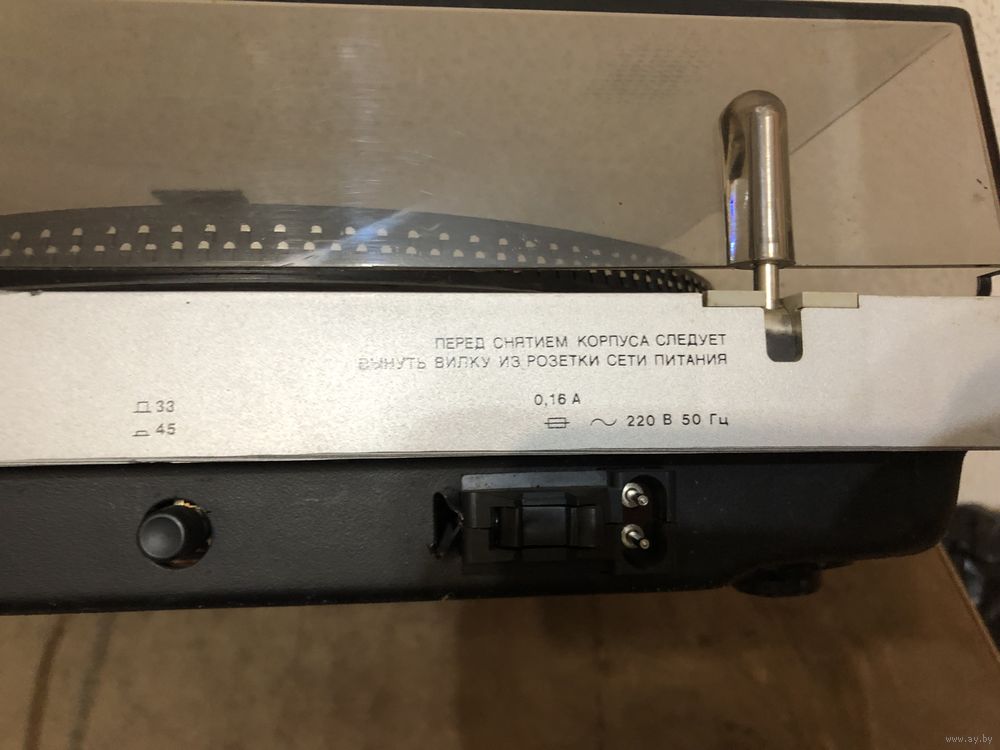 ПЕРЕД СНЯТИЕМ КОРПУСА СЛЕДУЕТ
ВЫНУТЬ ВИЛКУ ИЗ РОЗЕТКИ СЕТИ ПИТАНИЯ
33
45
0,16 А
220 В 50 Гц
www.ay.by